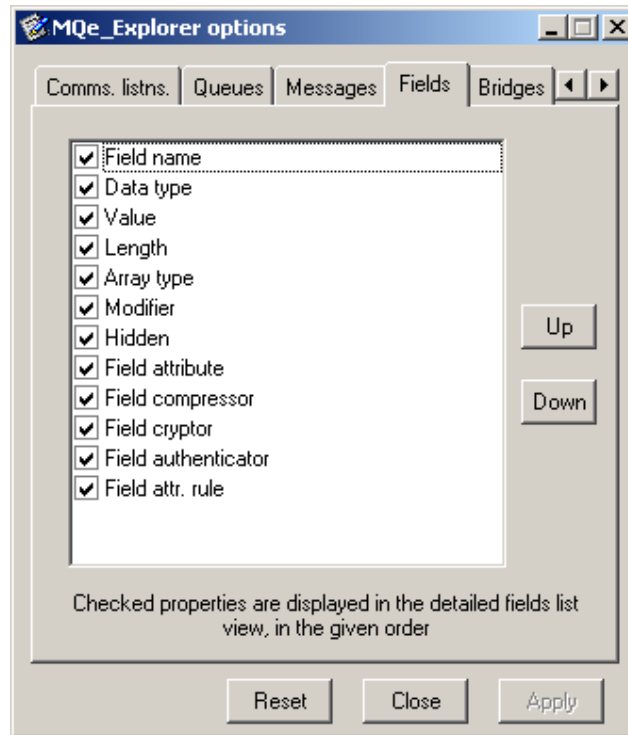 MQe_Explorer options
Comms. listns. Queues Messages Fields Bridges
Field name
Data type
Value
Length
Array type
Modifier
Hidden
Field attribute
Field compressor
Field cryptor
Field authenticator
Field attr. rule
Up
Down
Checked properties are displayed in the detailed fields list
view, in the given order
Reset Close Apply